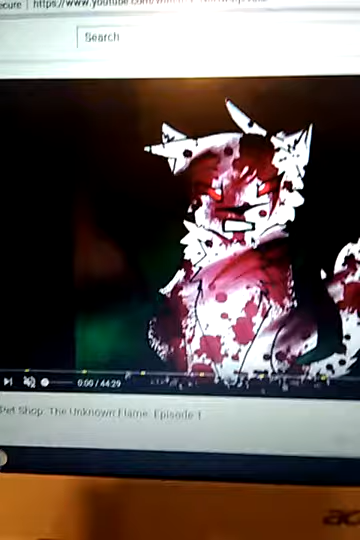 ecure | https://www.youtube.com/
Search
0:00 / 44:29
Pet Shop: The Unknown Flame: Episode 1
acer